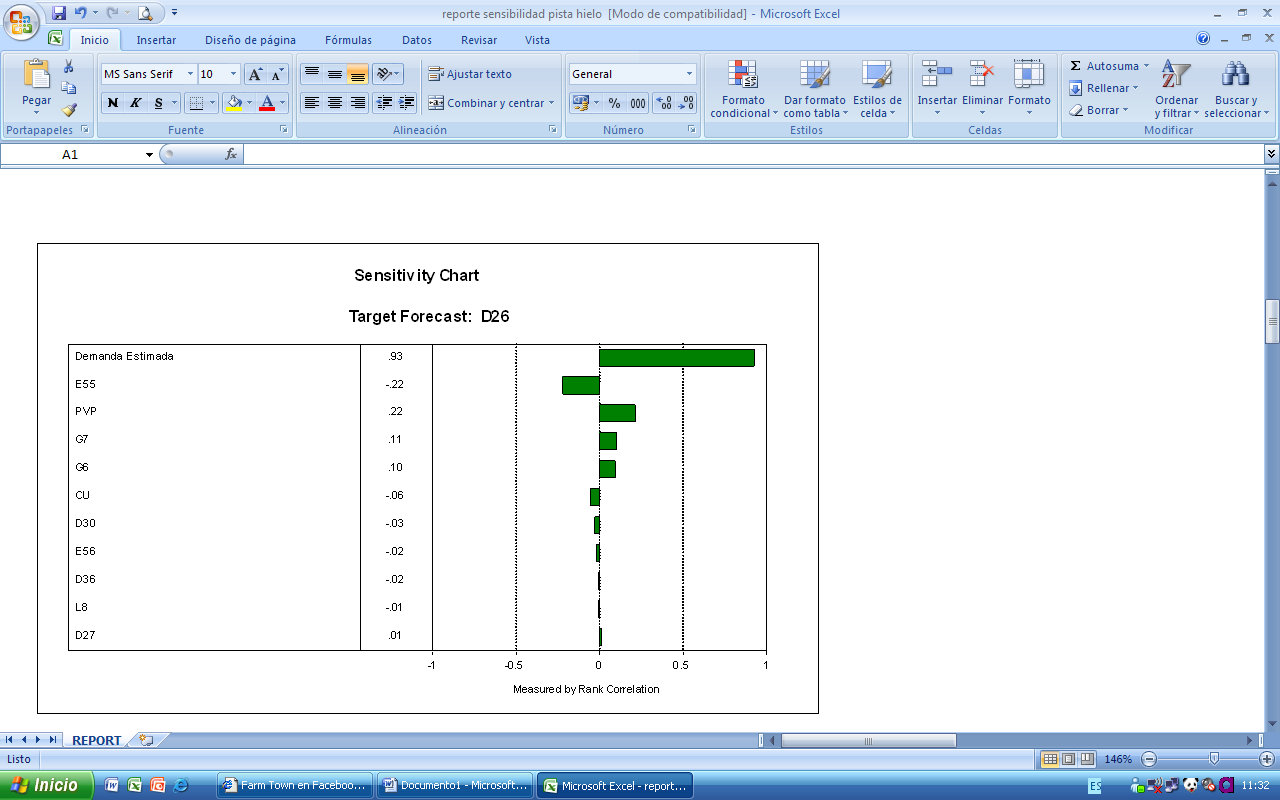 reporte sensibilidad pista hielo [Modo de compatibilidad] - Microsoft Excel
Inicio Insertar Diseño de página Fórmulas Datos Revisar Vista
Pegar
Portapapeles
MS Sans Serif 10
N K S
Fuente
Ajustar texto
Combinar y centrar
Alineación
General
% 000
Número
Formato condicional
Dar formato como tabla
Estilos de celda
Estilos
Insertar Eliminar Formato
Celdas
Autosuma
Rellenar
Borrar
Ordenar y filtrar
Buscar y seleccionar
Modificar
A1 fx
Sensitivity Chart
Target Forecast: D26
Demanda Estimada .93
E55 -.22
PVP .22
G7 .11
G6 .10
CU -.06
D30 -.03
E56 -.02
D36 -.02
L8 -.01
D27 .01
-1 -0.5 0 0.5 1
Measured by Rank Correlation
REPORT
Listo 146%
Inicio Farm Town en Faceboo... Documento1 - Microsoft... Microsoft Excel - report... ES 11:32